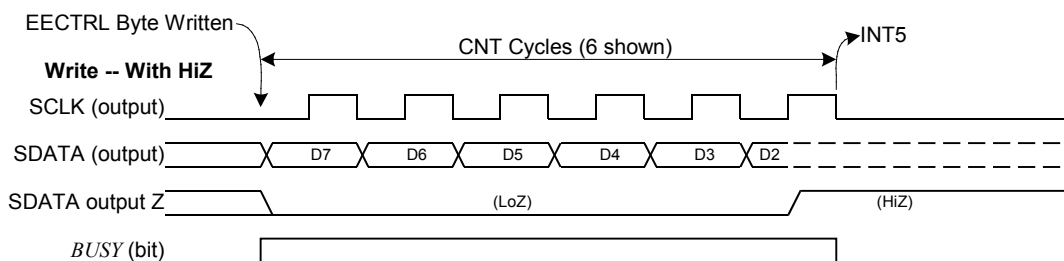 EECTRL Byte Written
CNT Cycles (6 shown)
INT5
Write -- With HiZ
SCLK (output)
SDATA (output)
D7 D6 D5 D4 D3 D2
SDATA output Z
(LoZ)
(HiZ)
BUSY (bit)